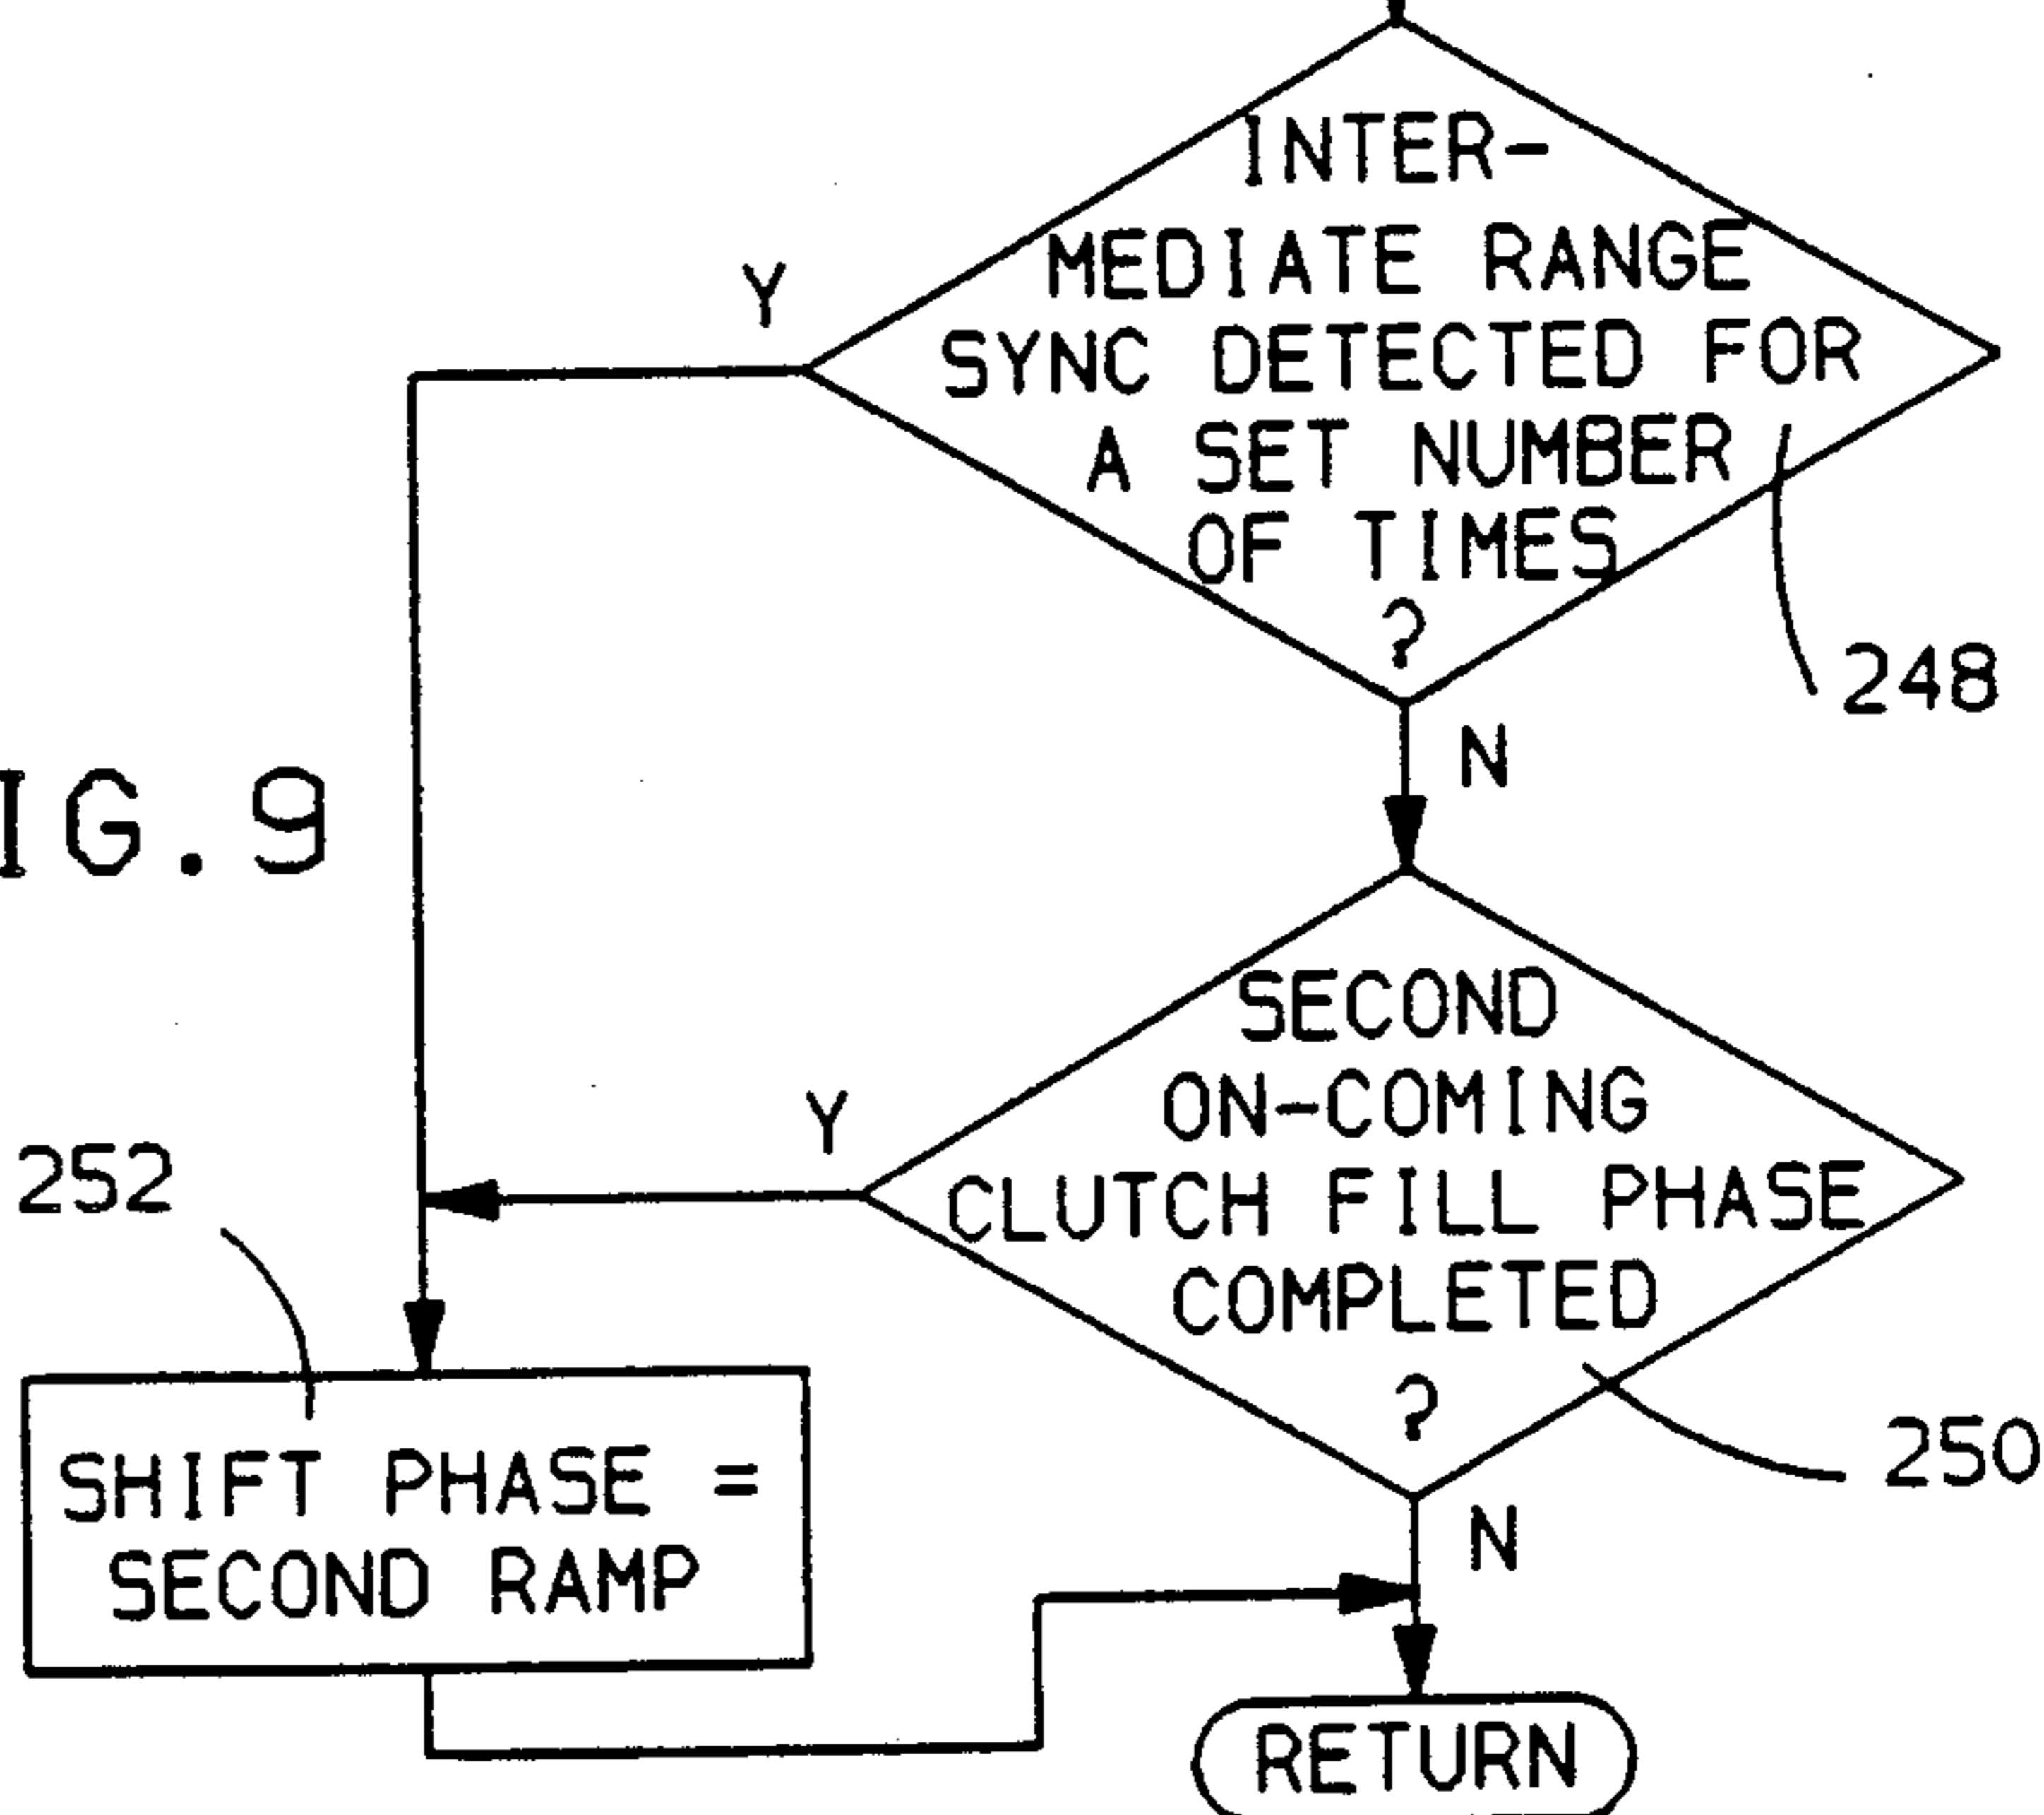 INTER-
MEDIATE RANGE
SYNC DETECTED FOR
A SET NUMBER
OF TIMES
?
Y
248
N
IG.9
SECOND
ON-COMING
CLUTCH FILL PHASE
COMPLETED
?
Y
252
250
N
SHIFT PHASE =
SECOND RAMP
RETURN